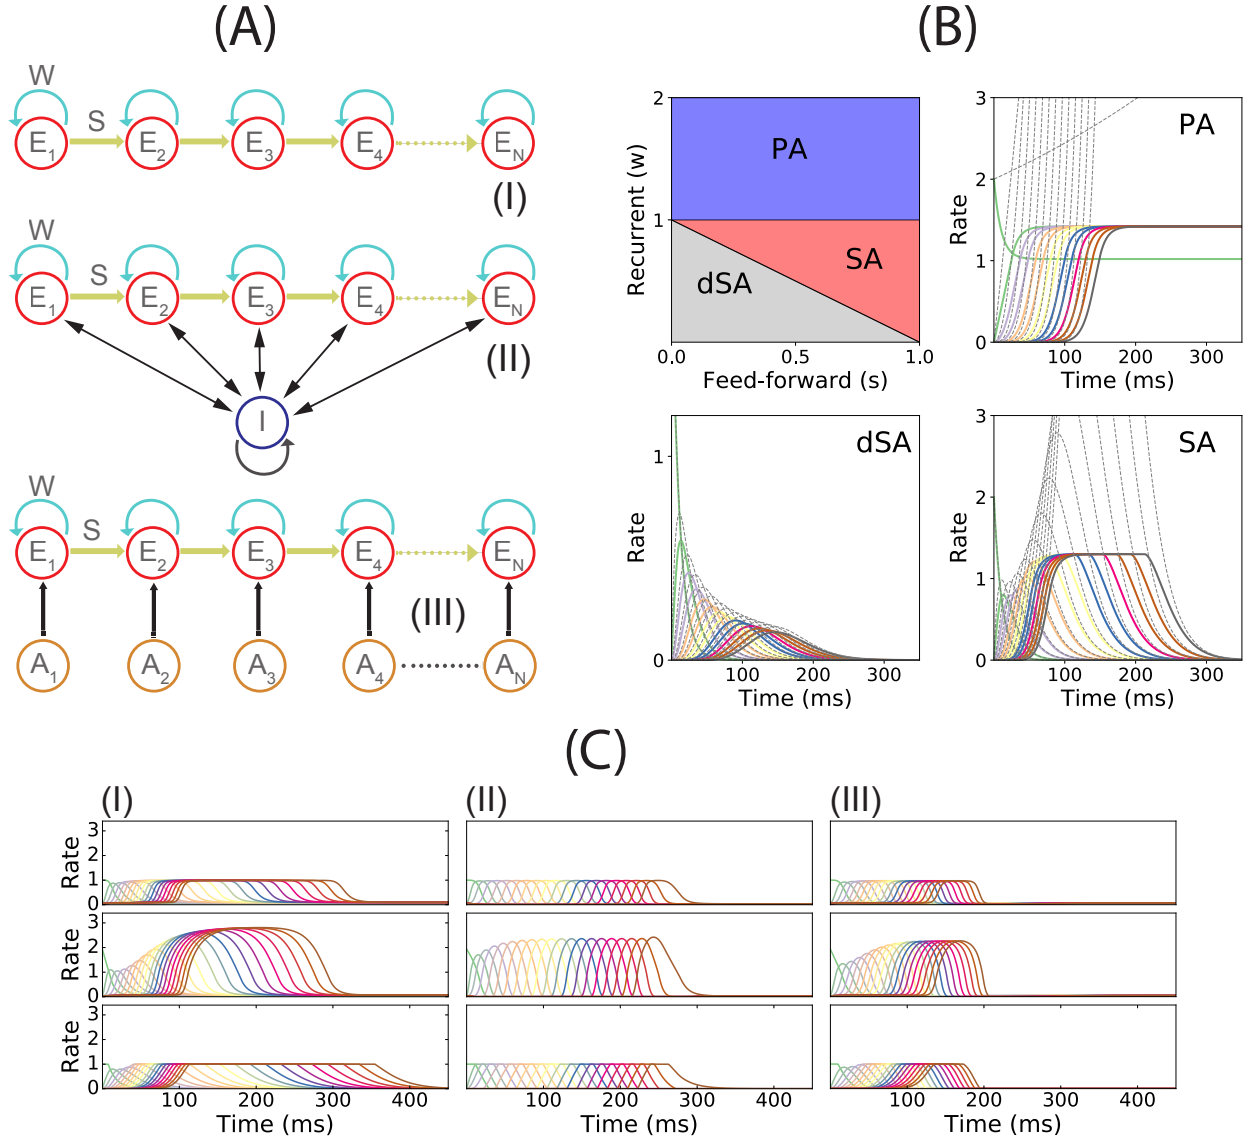 (A)
W
S
E1 E2 E3 E4 EN
(I)
W
S
E1 E2 E3 E4 EN
(II)
I
W
S
E1 E2 E3 E4 EN
(III)
A1 A2 A3 A4 AN
(B)
Recurrent (w)
2
1
0
PA
SA
dSA
0.0 0.5 1.0
Feed-forward (s)
Rate
3
2
1
0
PA
100 200 300
Time (ms)
Rate
1
0
dSA
100 200 300
Time (ms)
Rate
3
2
1
0
SA
100 200 300
Time (ms)
(C)
(I) (II) (III)
Rate
3
2
1
0
Rate
3
2
1
0
Rate
3
2
1
0
100 200 300 400 100 200 300 400 100 200 300 400
Time (ms) Time (ms) Time (ms)